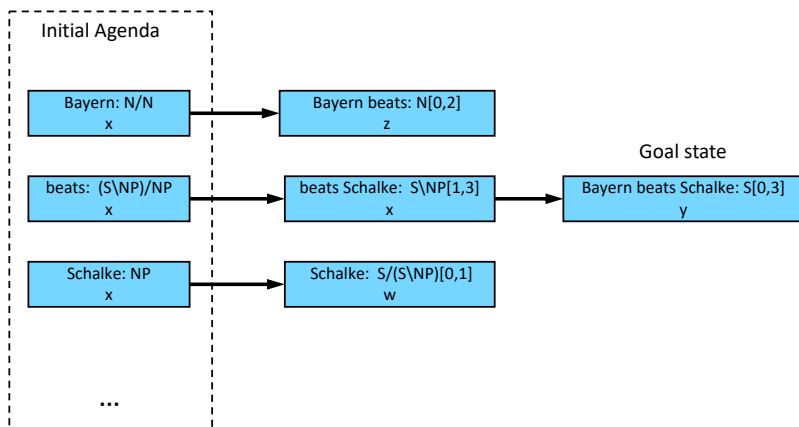 Initial Agenda
Bayern: N/N
x
Bayern beats: N[0,2]
z
Goal state
beats:  (S\NP)/NP
x
beats Schalke:  S\NP[1,3]
x
Bayern beats Schalke: S[0,3]
y
Schalke: NP
x
Schalke:  S/(S\NP)[0,1]
w
...